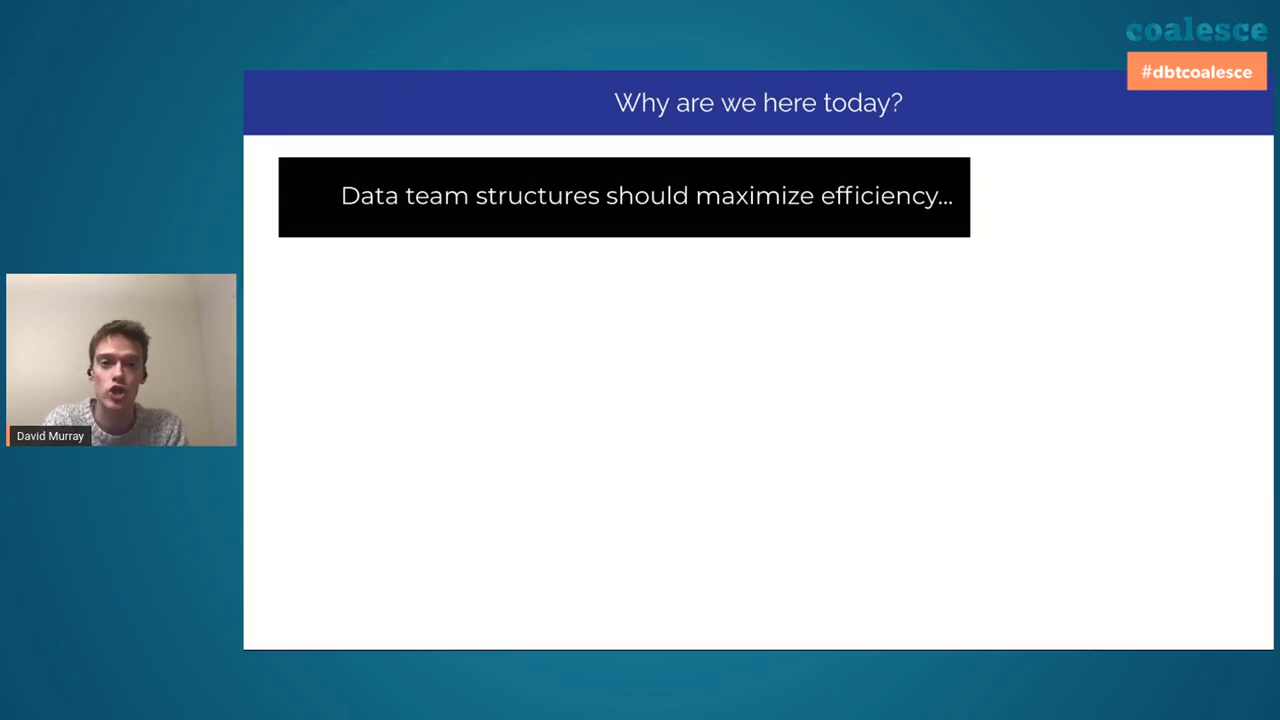 coalesce
#dbtcoalesce
Why are we here today?
Data team structures should maximize efficiency...
David Murray